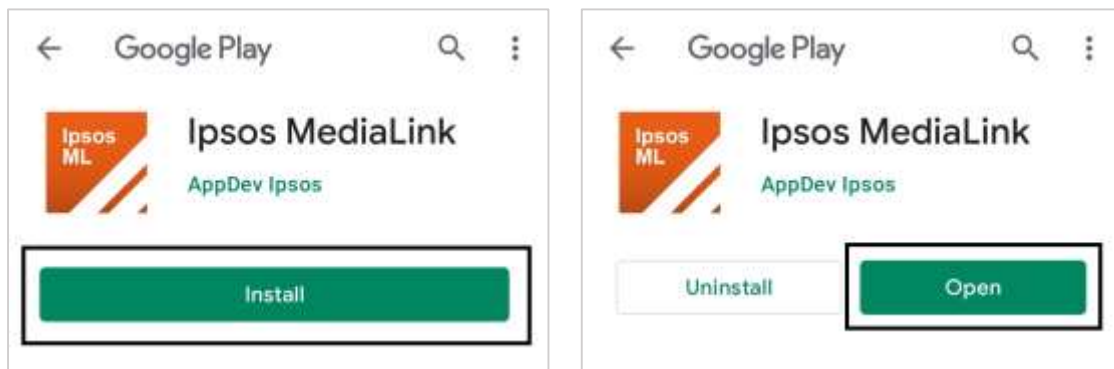 Google Play
Ipsos
ML
Ipsos MediaLink
AppDev Ipsos
Install
Google Play
Ipsos
ML
Ipsos MediaLink
AppDev Ipsos
Uninstall
Open